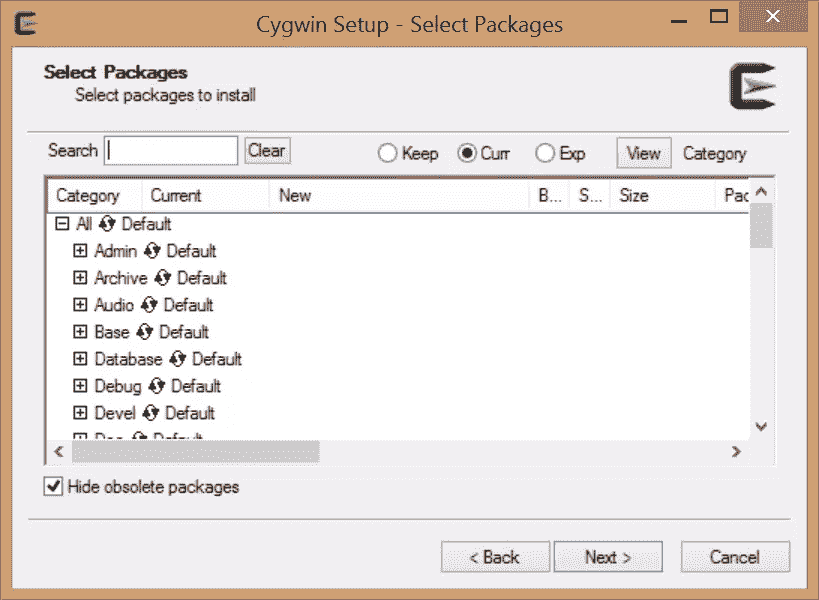 Cygwin Setup - Select Packages
Select Packages
Select packages to install
Search Clear Keep Curr Exp View Category
Category Current New B... S... Size Pac
All Default
Admin Default
Archive Default
Audio Default
Base Default
Database Default
Debug Default
Devel Default
Hide obsolete packages
< Back Next > Cancel